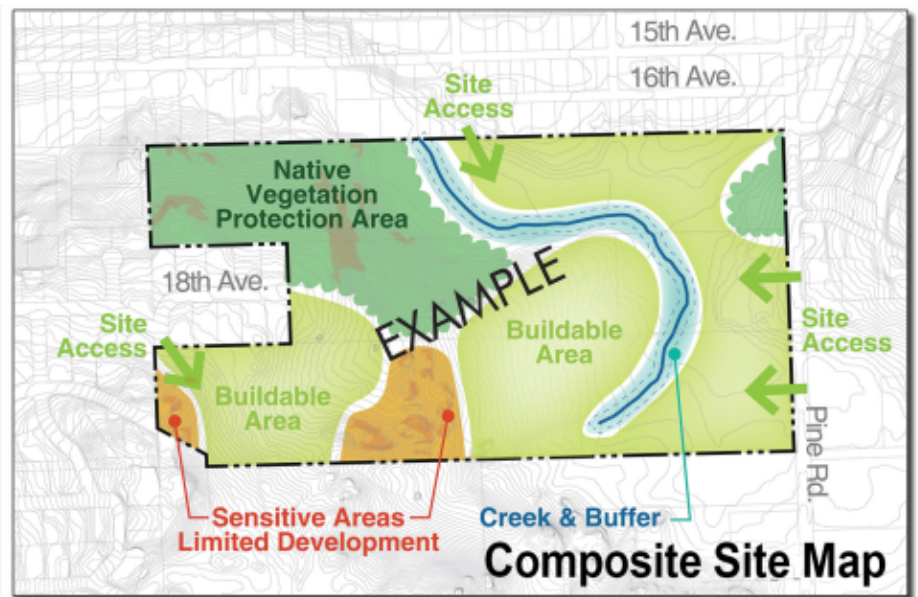 15th Ave.
16th Ave.
Site
Access
Native
Vegetation
Protection Area
18th Ave.
EXAMPLE
Site
Access
Buildable
Area
Site
Access
Buildable
Area
Pine Rd.
Sensitive Areas
Limited Development
Creek & Buffer
Composite Site Map